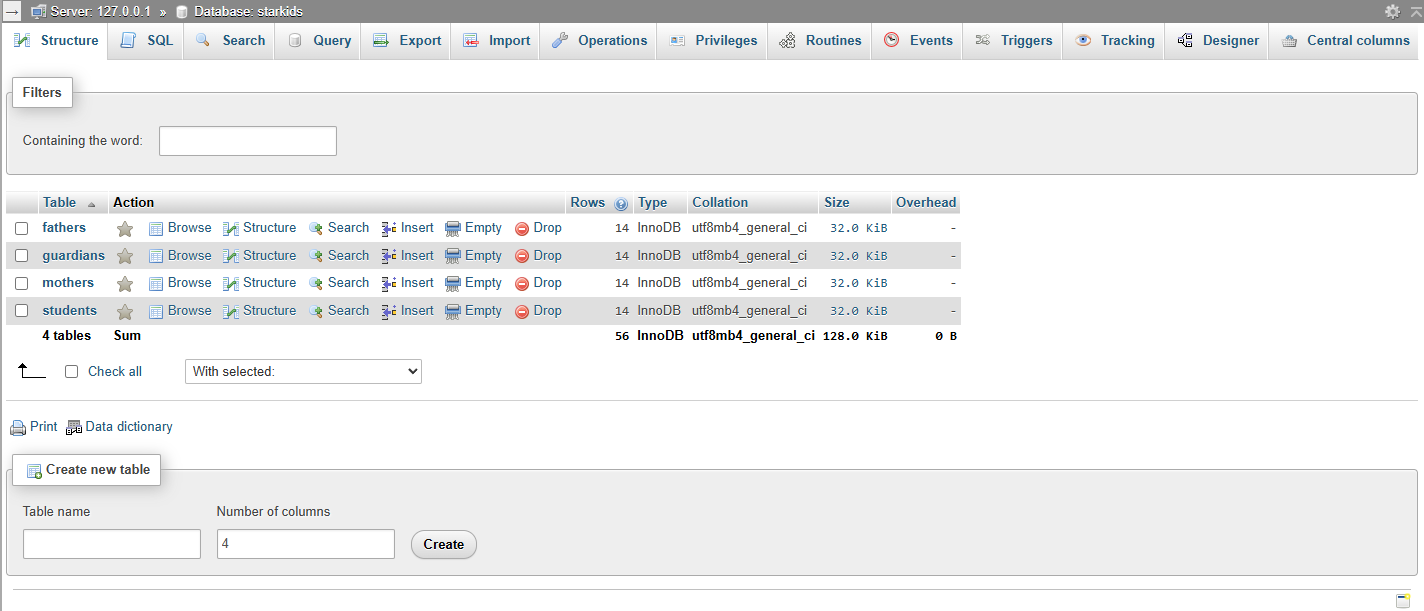 Server: 127.0.0.1 » Database: starkids
Structure SQL Search Query Export Import Operations Privileges Routines Events Triggers Tracking Designer Central columns
Filters
Containing the word:
Table Action Rows Type Collation Size Overhead
fathers Browse Structure Search Insert Empty Drop 14 InnoDB utf8mb4_general_ci 32.0 KiB -
guardians Browse Structure Search Insert Empty Drop 14 InnoDB utf8mb4_general_ci 32.0 KiB -
mothers Browse Structure Search Insert Empty Drop 14 InnoDB utf8mb4_general_ci 32.0 KiB -
students Browse Structure Search Insert Empty Drop 14 InnoDB utf8mb4_general_ci 32.0 KiB -
4 tables Sum 56 InnoDB utf8mb4_general_ci 128.0 KiB 0 B
Check all With selected:
Print Data dictionary
Create new table
Table name Number of columns
4 Create